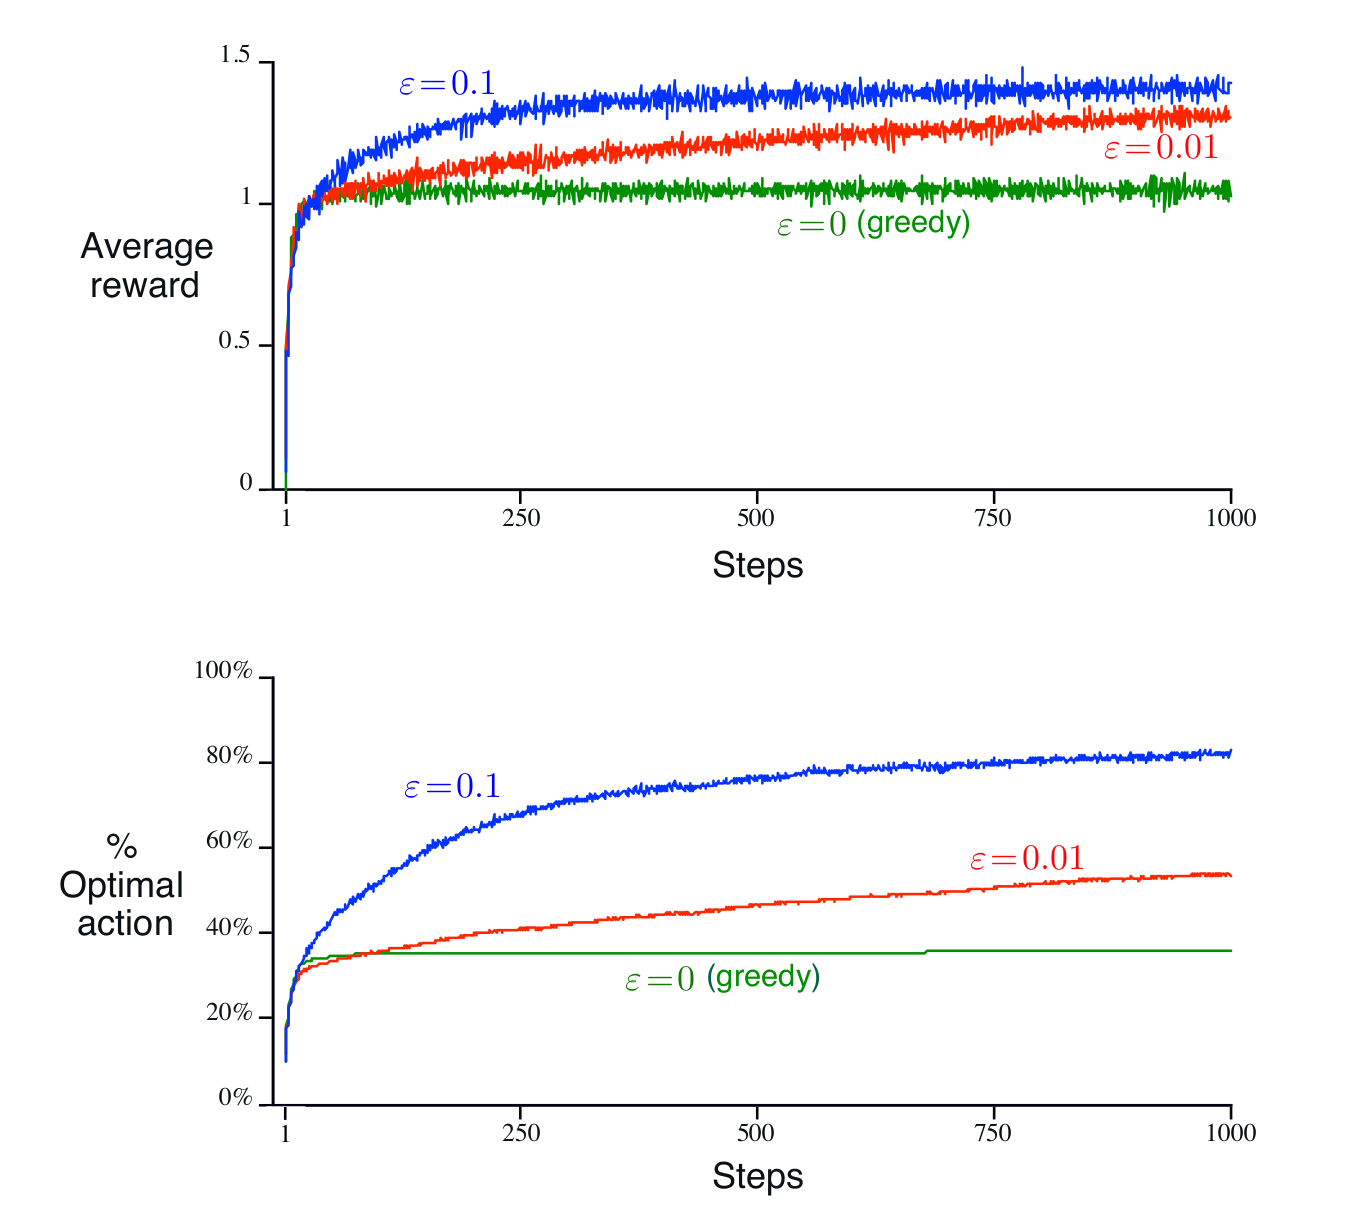 1.5
ε=0.1
1
ε=0.01
ε=0 (greedy)
Average
reward
0.5
0
1 250 500 750 1000
Steps
100%
80%
ε=0.1
60%
ε=0.01
%
Optimal
action
40%
ε=0 (greedy)
20%
0%
1 250 500 750 1000
Steps